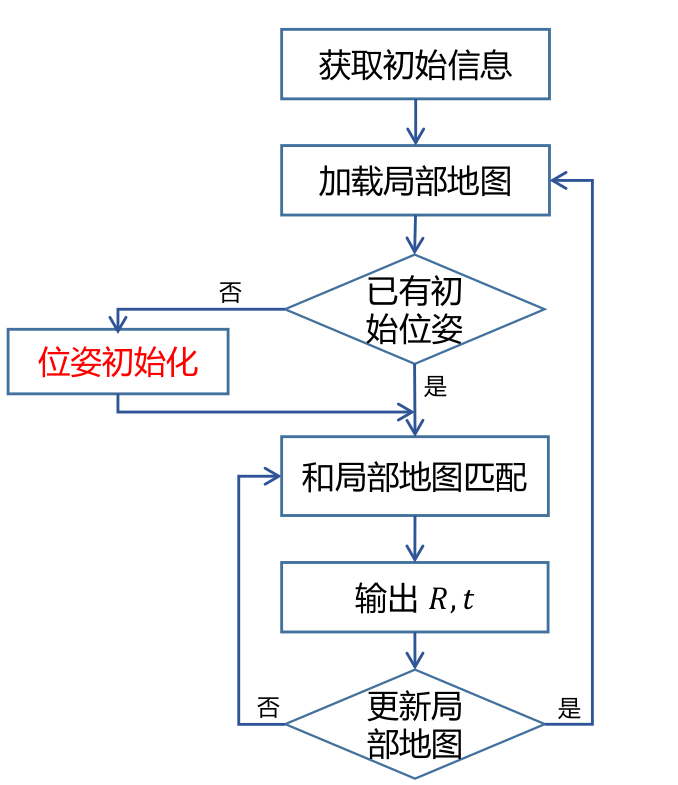 获取初始信息
加载局部地图
已有初
始位姿
否
位姿初始化
是
和局部地图匹配
输出 R, t
更新局
部地图
否
是